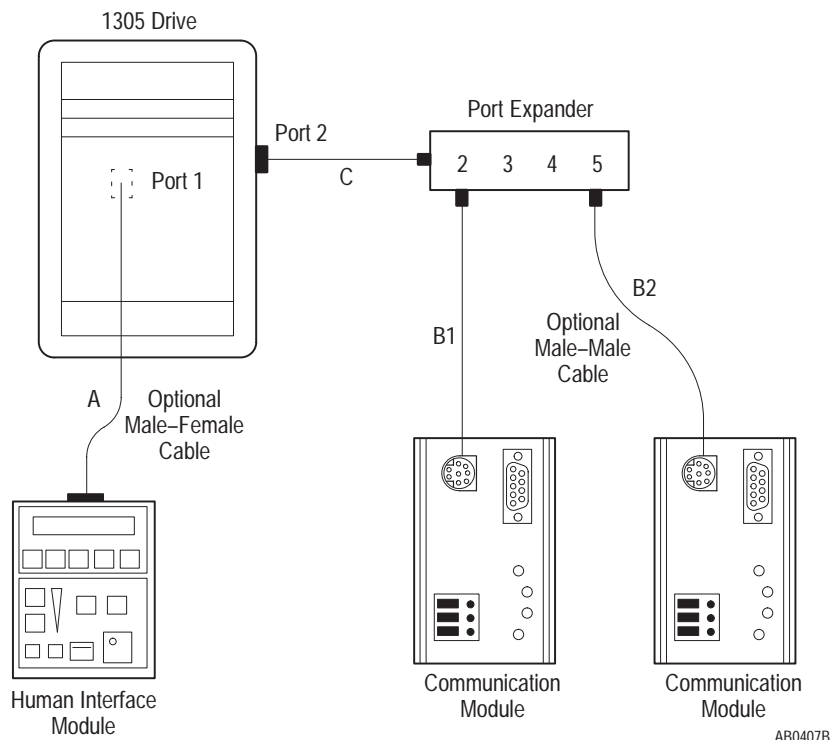 1305 Drive
Port 2
Port 1
C
Port Expander
2 3 4 5
B1
B2
Optional
Male–Male
Cable
A
Optional
Male–Female
Cable
Human Interface
Module
Communication
Module
Communication
Module
AB0407B